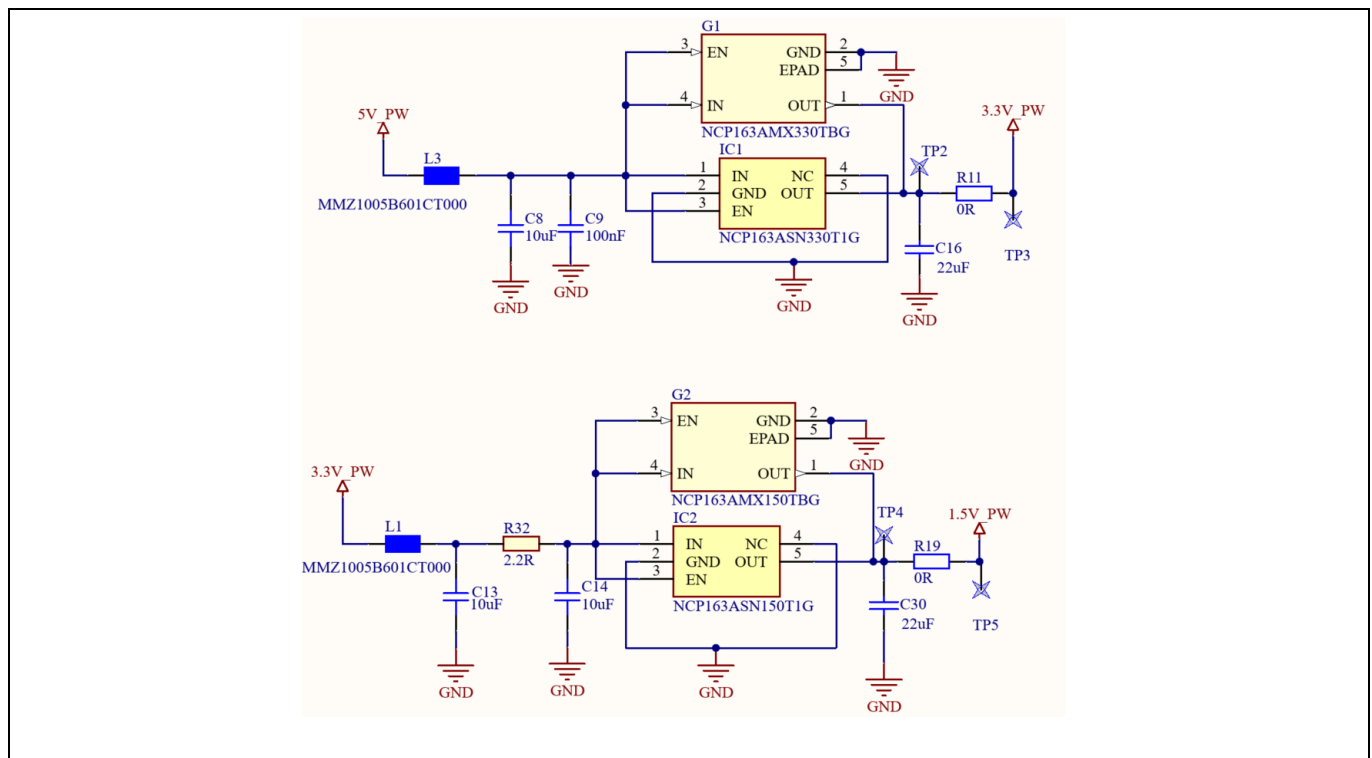 G1
3 EN GND 2
EPAD 5
GND
4 IN OUT 1
5V_PW
3.3V_PW
NCP163AMX330TBG
IC1
TP2
L3
1 IN NC 4
2 GND OUT 5
3 EN
R11
0R
MMZ1005B601CT000
C8
10uF
C9
100nF
NCP163ASN330T1G
C16
22uF
TP3
GND
GND
GND
GND
G2
3 EN GND 2
EPAD 5
GND
4 IN OUT 1
3.3V_PW
NCP163AMX150TBG
IC2
TP4
1.5V_PW
L1
R32
2.2R
1 IN NC 4
2 GND OUT 5
3 EN
R19
0R
MMZ1005B601CT000
C13
10uF
C14
10uF
NCP163ASN150T1G
C30
22uF
TP5
GND
GND
GND
GND